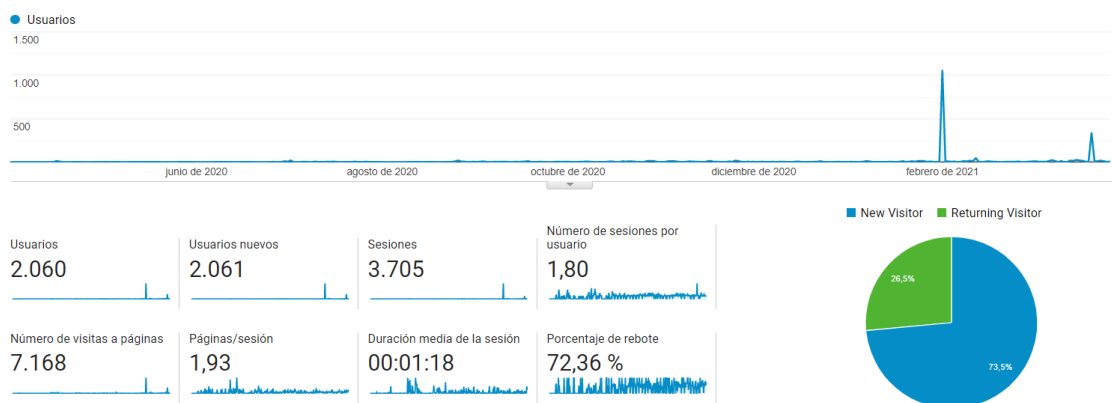 Usuarios
1.500
1.000
500
junio de 2020 agosto de 2020 octubre de 2020 diciembre de 2020 febrero de 2021
New Visitor Returning Visitor
Usuarios
2.060
Usuarios nuevos
2.061
Sesiones
3.705
Número de sesiones por
usuario
1,80
Número de visitas a páginas
7.168
Páginas/sesión
1,93
Duración media de la sesión
00:01:18
Porcentaje de rebote
72,36 %
26,5%
73,5%